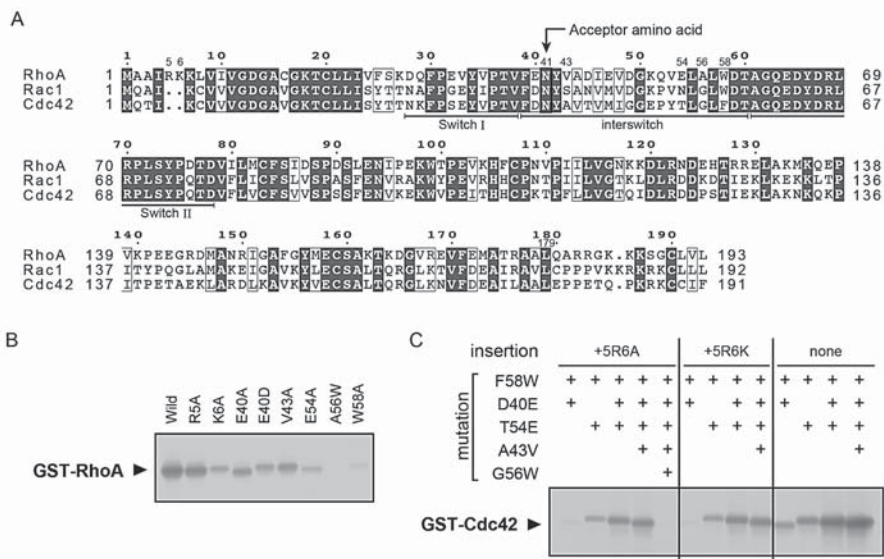 A
Acceptor amino acid
1 5 6 10 20 30 40 41 43 50 54 56 58 60
RhoA 1 MAAIRKKLVIVGDGACGKTCLLIVFSKDQFPEVYVPTVFENYVADIEVDGKQVELALWDTAGQEDYDRL 69
Rac1 1 MQAI..KCVVVGDGAVGKTCLLISYTTNAFPGEYIPTVFDNYSANVMVDGKPVNLGLWDTAGQEDYDRL 67
Cdc42 1 MQTI..KCVVVGDGAVGKTCLLISYTTNKFPSEYVPTVFDNYAVTVMIGGEPYTLGLFDTAGQEDYDRL 67
Switch I interswitch
70 80 90 100 110 120 130
RhoA 70 RPLSYPDTDVILMCFSIDSPDSLENIPEKWTPEVKHFCPNVPIILVGNKKDLRNDEHTRRELAKMKQEP 138
Rac1 68 RPLSYPQTDVFLICFSLVSPASFENVRAKWYPEVRHHCPNTPIILVGTKLDLRDDKDTIEKLKEKKLTP 136
Cdc42 68 RPLSYPQTDVFLVCFSVVSPSSFENVKEKWVPEITHHCPKTPFLLVGTQIDLRDDPSTIEKLAKNKQKP 136
Switch II
140 150 160 170 179 180 190
RhoA 139 VKPEEGRDMANRIGAFGYMECSAKTKDGVREVFEMATRAALQARRGK.KKSGCLVL 193
Rac1 137 ITYPQGLAMAKEIGAVKYLECSALTQRGLKTVFDEAIRAVLCPPPVKKRKRKCLLL 192
Cdc42 137 ITPETAEKLARDLKAVKYVECSALTQRGLKNVFDEAILAALEPPETQ.PKRKCCIF 191
B
Wild R5A K6A E40A E40D V43A E54A A56W W58A
GST-RhoA
C
insertion +5R6A +5R6K none
mutation
F58W + + + + + + + + + + + + +
D40E + + + + + + + + + +
T54E + + + + + + + + + +
A43V + + + +
G56W +
GST-Cdc42